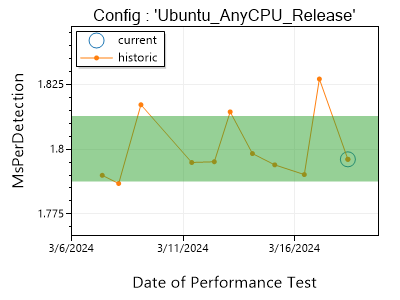 Config : 'Ubuntu_AnyCPU_Release'
current
historic
MsPerDetection
1.825
1.8
1.775
3/6/2024
3/11/2024
3/16/2024
Date of Performance Test